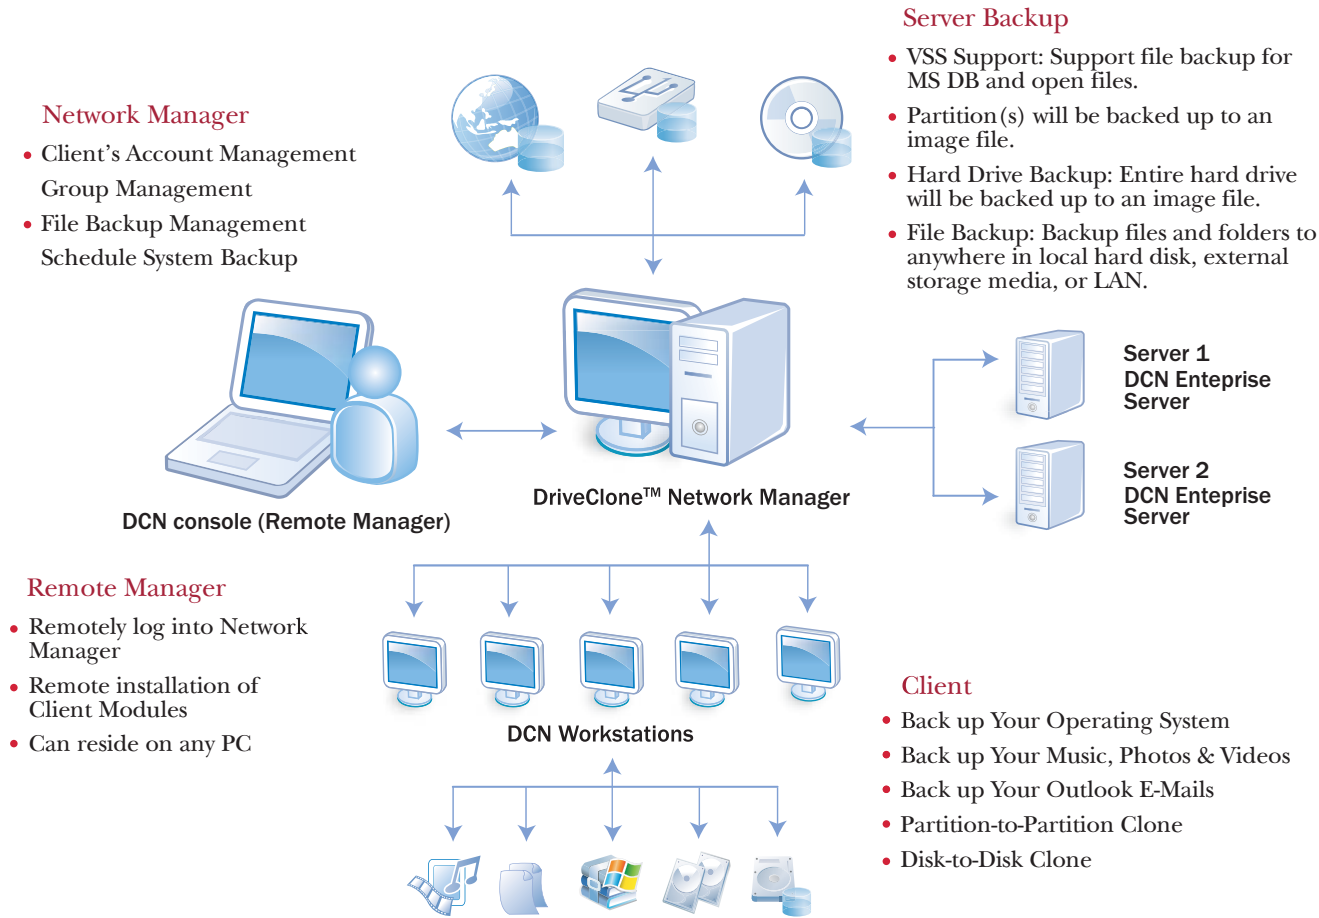 Server Backup
• VSS Support: Support file backup for
MS DB and open files.
• Partition(s) will be backed up to an
image file.
• Hard Drive Backup: Entire hard drive
will be backed up to an image file.
• File Backup: Backup files and folders to
anywhere in local hard disk, external
storage media, or LAN.
Network Manager
• Client's Account Management
Group Management
• File Backup Management
Schedule System Backup
Server 1
DCN Enteprise
Server
Server 2
DCN Enteprise
Server
DriveClone™ Network Manager
DCN console (Remote Manager)
Remote Manager
• Remotely log into Network
Manager
• Remote installation of
Client Modules
• Can reside on any PC
DCN Workstations
Client
• Back up Your Operating System
• Back up Your Music, Photos & Videos
• Back up Your Outlook E-Mails
• Partition-to-Partition Clone
• Disk-to-Disk Clone